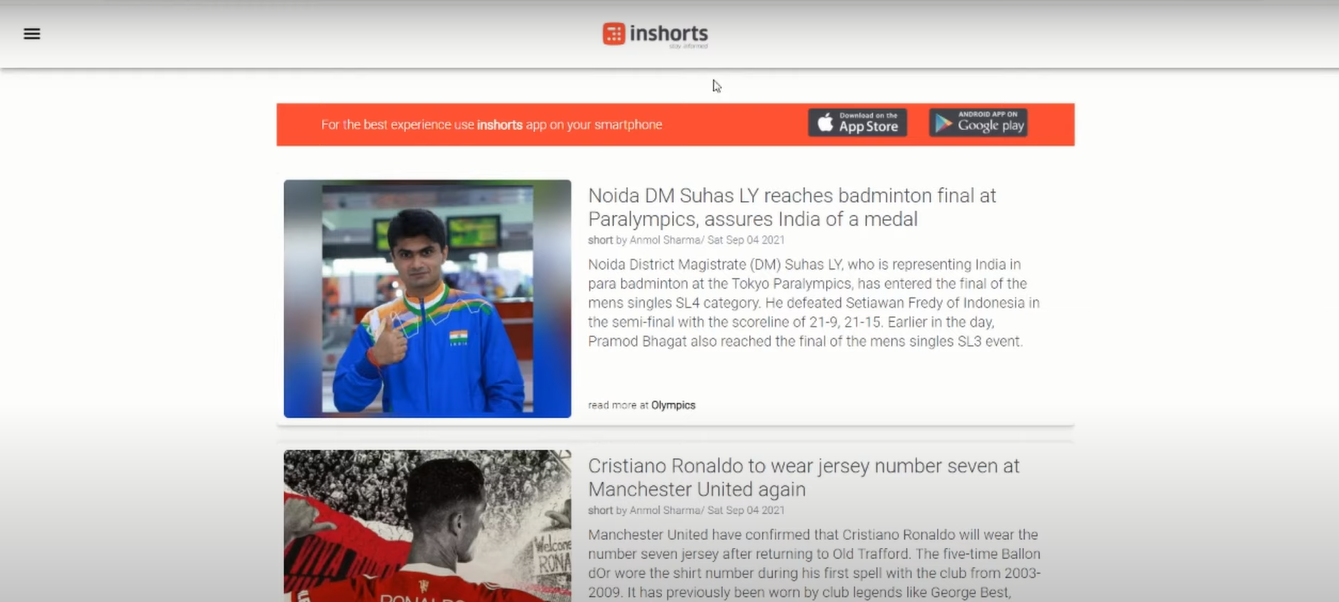 inshorts
stay informed
For the best experience use inshorts app on your smartphone
Download on the
App Store
ANDROID APP ON
Google play
Noida DM Suhas LY reaches badminton final at
Paralympics, assures India of a medal
short by Anmol Sharma/ Sat Sep 04 2021
Noida District Magistrate (DM) Suhas LY, who is representing India in
para badminton at the Tokyo Paralympics, has entered the final of the
mens singles SL4 category. He defeated Setiawan Fredy of Indonesia in
the semi-final with the scoreline of 21-9, 21-15. Earlier in the day,
Pramod Bhagat also reached the final of the mens singles SL3 event.
read more at Olympics
INDIA
Cristiano Ronaldo to wear jersey number seven at
Manchester United again
short by Anmol Sharma/ Sat Sep 04 2021
Manchester United have confirmed that Cristiano Ronaldo will wear the
number seven jersey after returning to Old Trafford. The five-time Ballon
dOr wore the shirt number during his first spell with the club from 2003-
2009. It has previously been worn by club legends like George Best,
Welcome
RONA
RONALDO